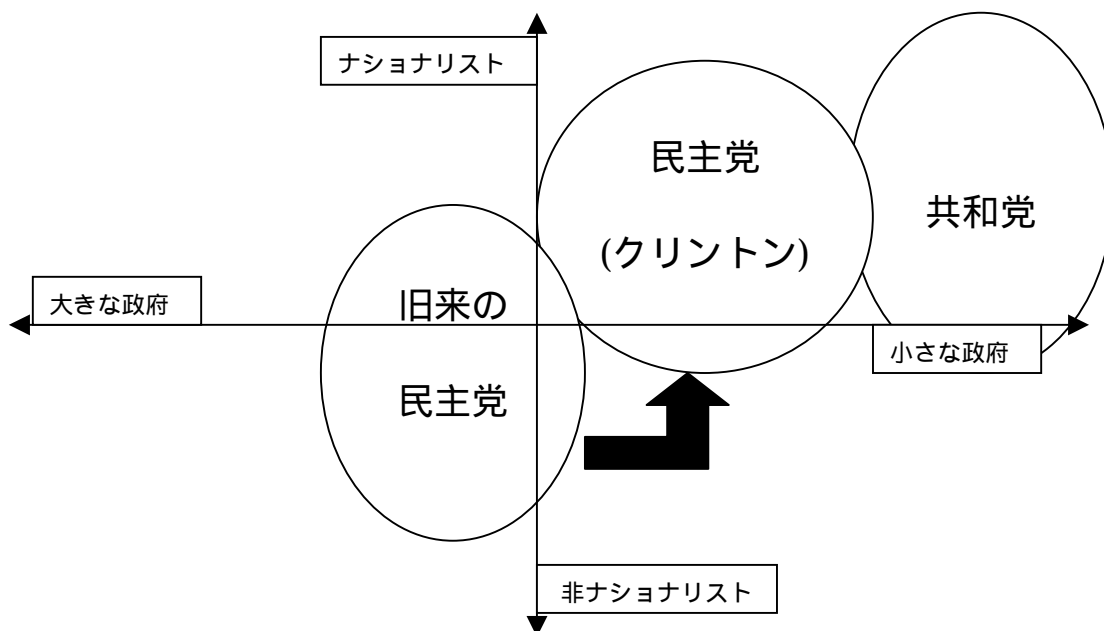 ナショナリスト
民主党
(クリントン)
共和党
大きな政府
旧来の
民主党
小さな政府
非ナショナリスト